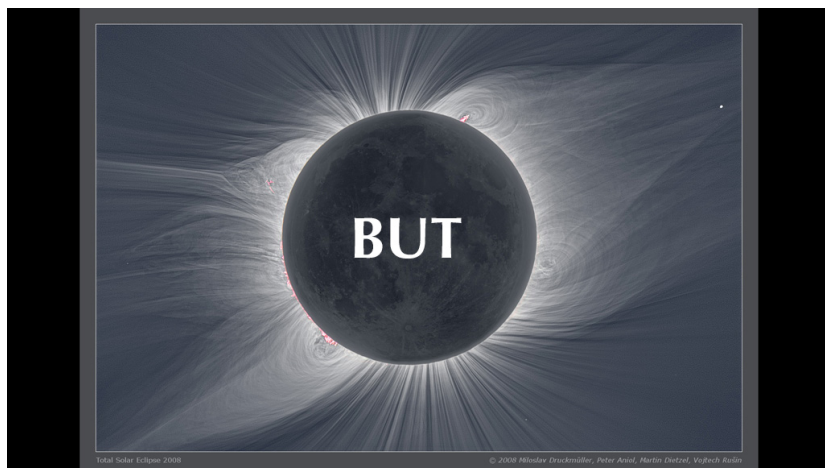 BUT
Total Solar Eclipse 2008
© 2008 Miloslav Druckmüller, Peter Aniol, Martin Dietzel, Vojtech Rušin